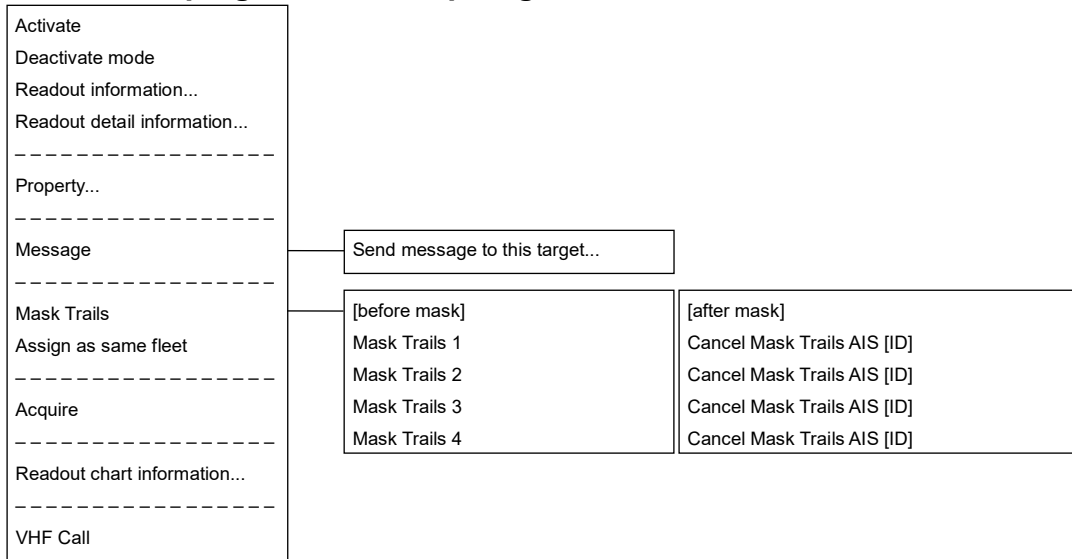 Activate
Deactivate mode
Readout information...
Readout detail information...
Property...
Message
Send message to this target...
Mask Trails
Assign as same fleet
[before mask]
Mask Trails 1
Mask Trails 2
Mask Trails 3
Mask Trails 4
[after mask]
Cancel Mask Trails AIS [ID]
Cancel Mask Trails AIS [ID]
Cancel Mask Trails AIS [ID]
Cancel Mask Trails AIS [ID]
Acquire
Readout chart information...
VHF Call